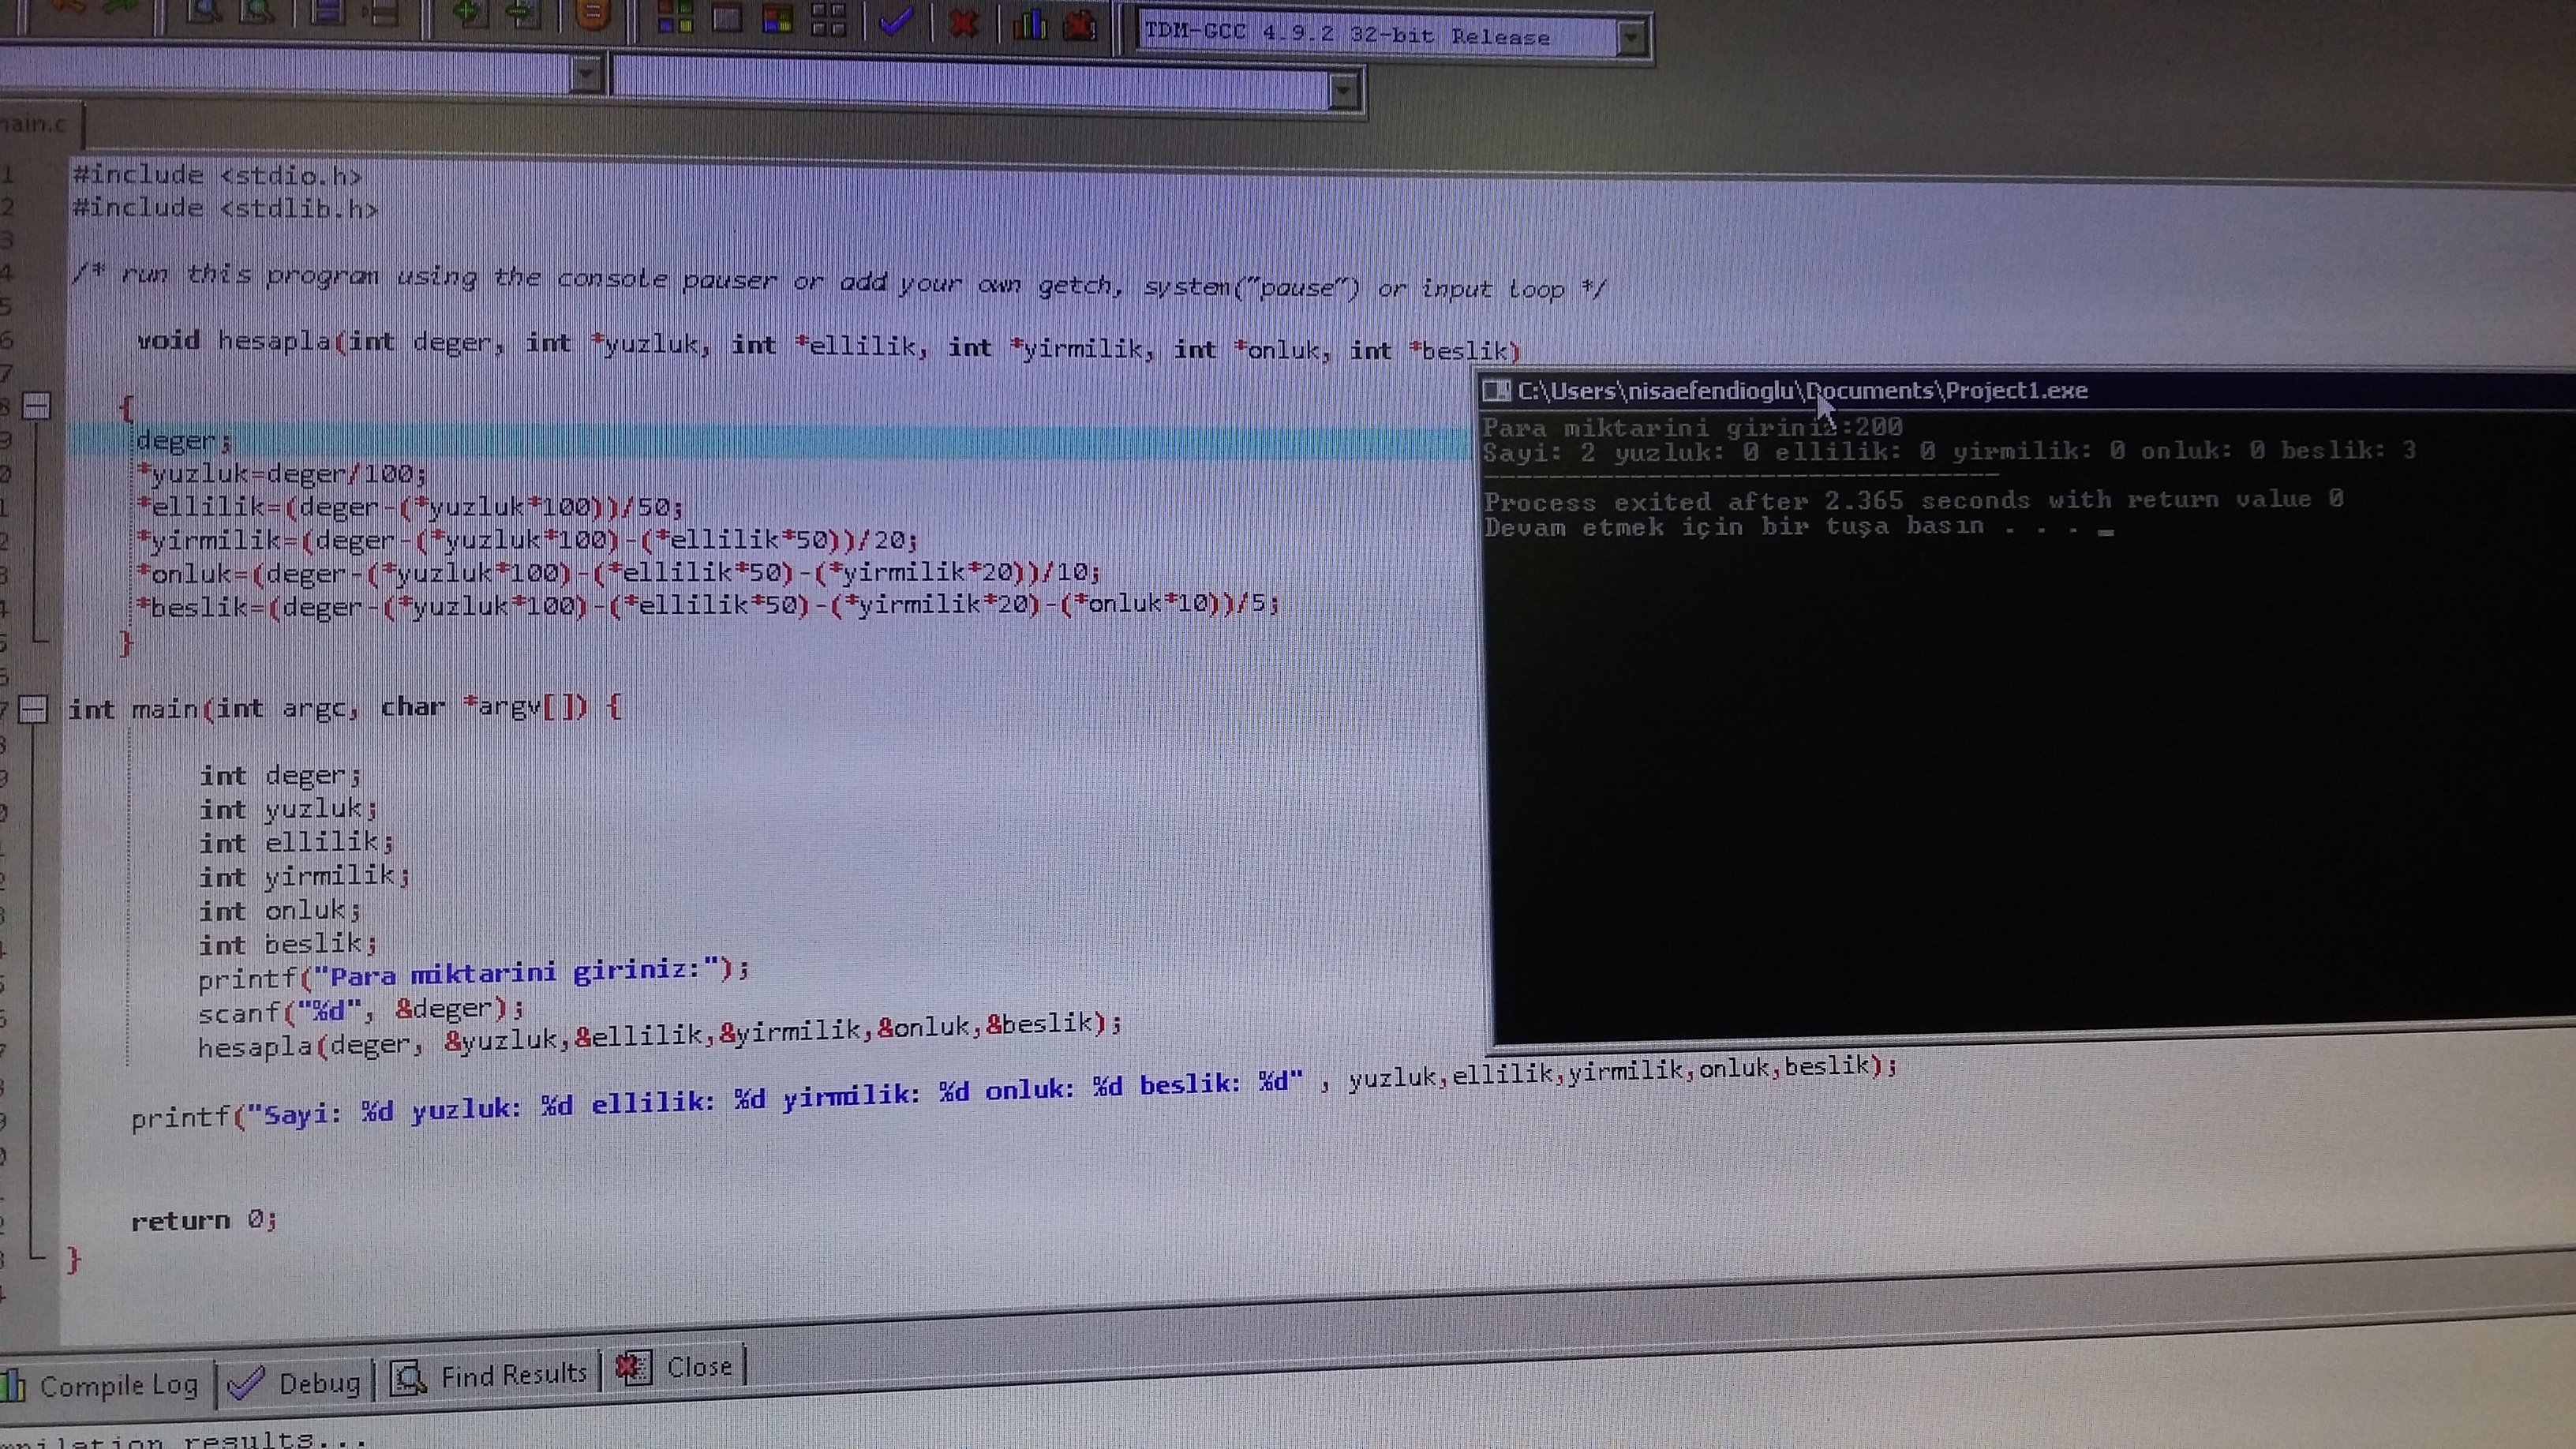 TDM-GCC 4.9.2 32-bit Release
main.c
1 #include <stdio.h>
2 #include <stdlib.h>
3
4 /* run this program using the console pauser or add your own getch, system("pause") or input loop */
5
6 void hesapla(int deger, int *yuzluk, int *ellilik, int *yirmilik, int *onluk, int *beslik)
7
{
deger;
*yuzluk=deger/100;
*ellilik=(deger-(*yuzluk*100))/50;
*yirmilik=(deger-(*yuzluk*100)-(*ellilik*50))/20;
*onluk=(deger-(*yuzluk*100)-(*ellilik*50)-(*yirmilik*20))/10;
*beslik=(deger-(*yuzluk*100)-(*ellilik*50)-(*yirmilik*20)-(*onluk*10))/5;
}
int main(int argc, char *argv[]) {
int deger;
int yuzluk;
int ellilik;
int yirmilik;
int onluk;
int beslik;
printf("Para miktarini giriniz:");
scanf("%d", &deger);
hesapla(deger, &yuzluk,&ellilik,&yirmilik,&onluk,&beslik);
printf("Sayi: %d yuzluk: %d ellilik: %d yirmilik: %d onluk: %d beslik: %d" , yuzluk,ellilik,yirmilik,onluk,beslik);
return 0;
}
C:\Users\nisaefendioglu\Documents\Project1.exe
Para miktarini giriniz:200
Sayi: 2 yuzluk: 0 ellilik: 0 yirmilik: 0 onluk: 0 beslik: 3
--------------------------------
Process exited after 2.365 seconds with return value 0
Devam etmek için bir tuşa basın . . .
Compile Log Debug Find Results Close
results...